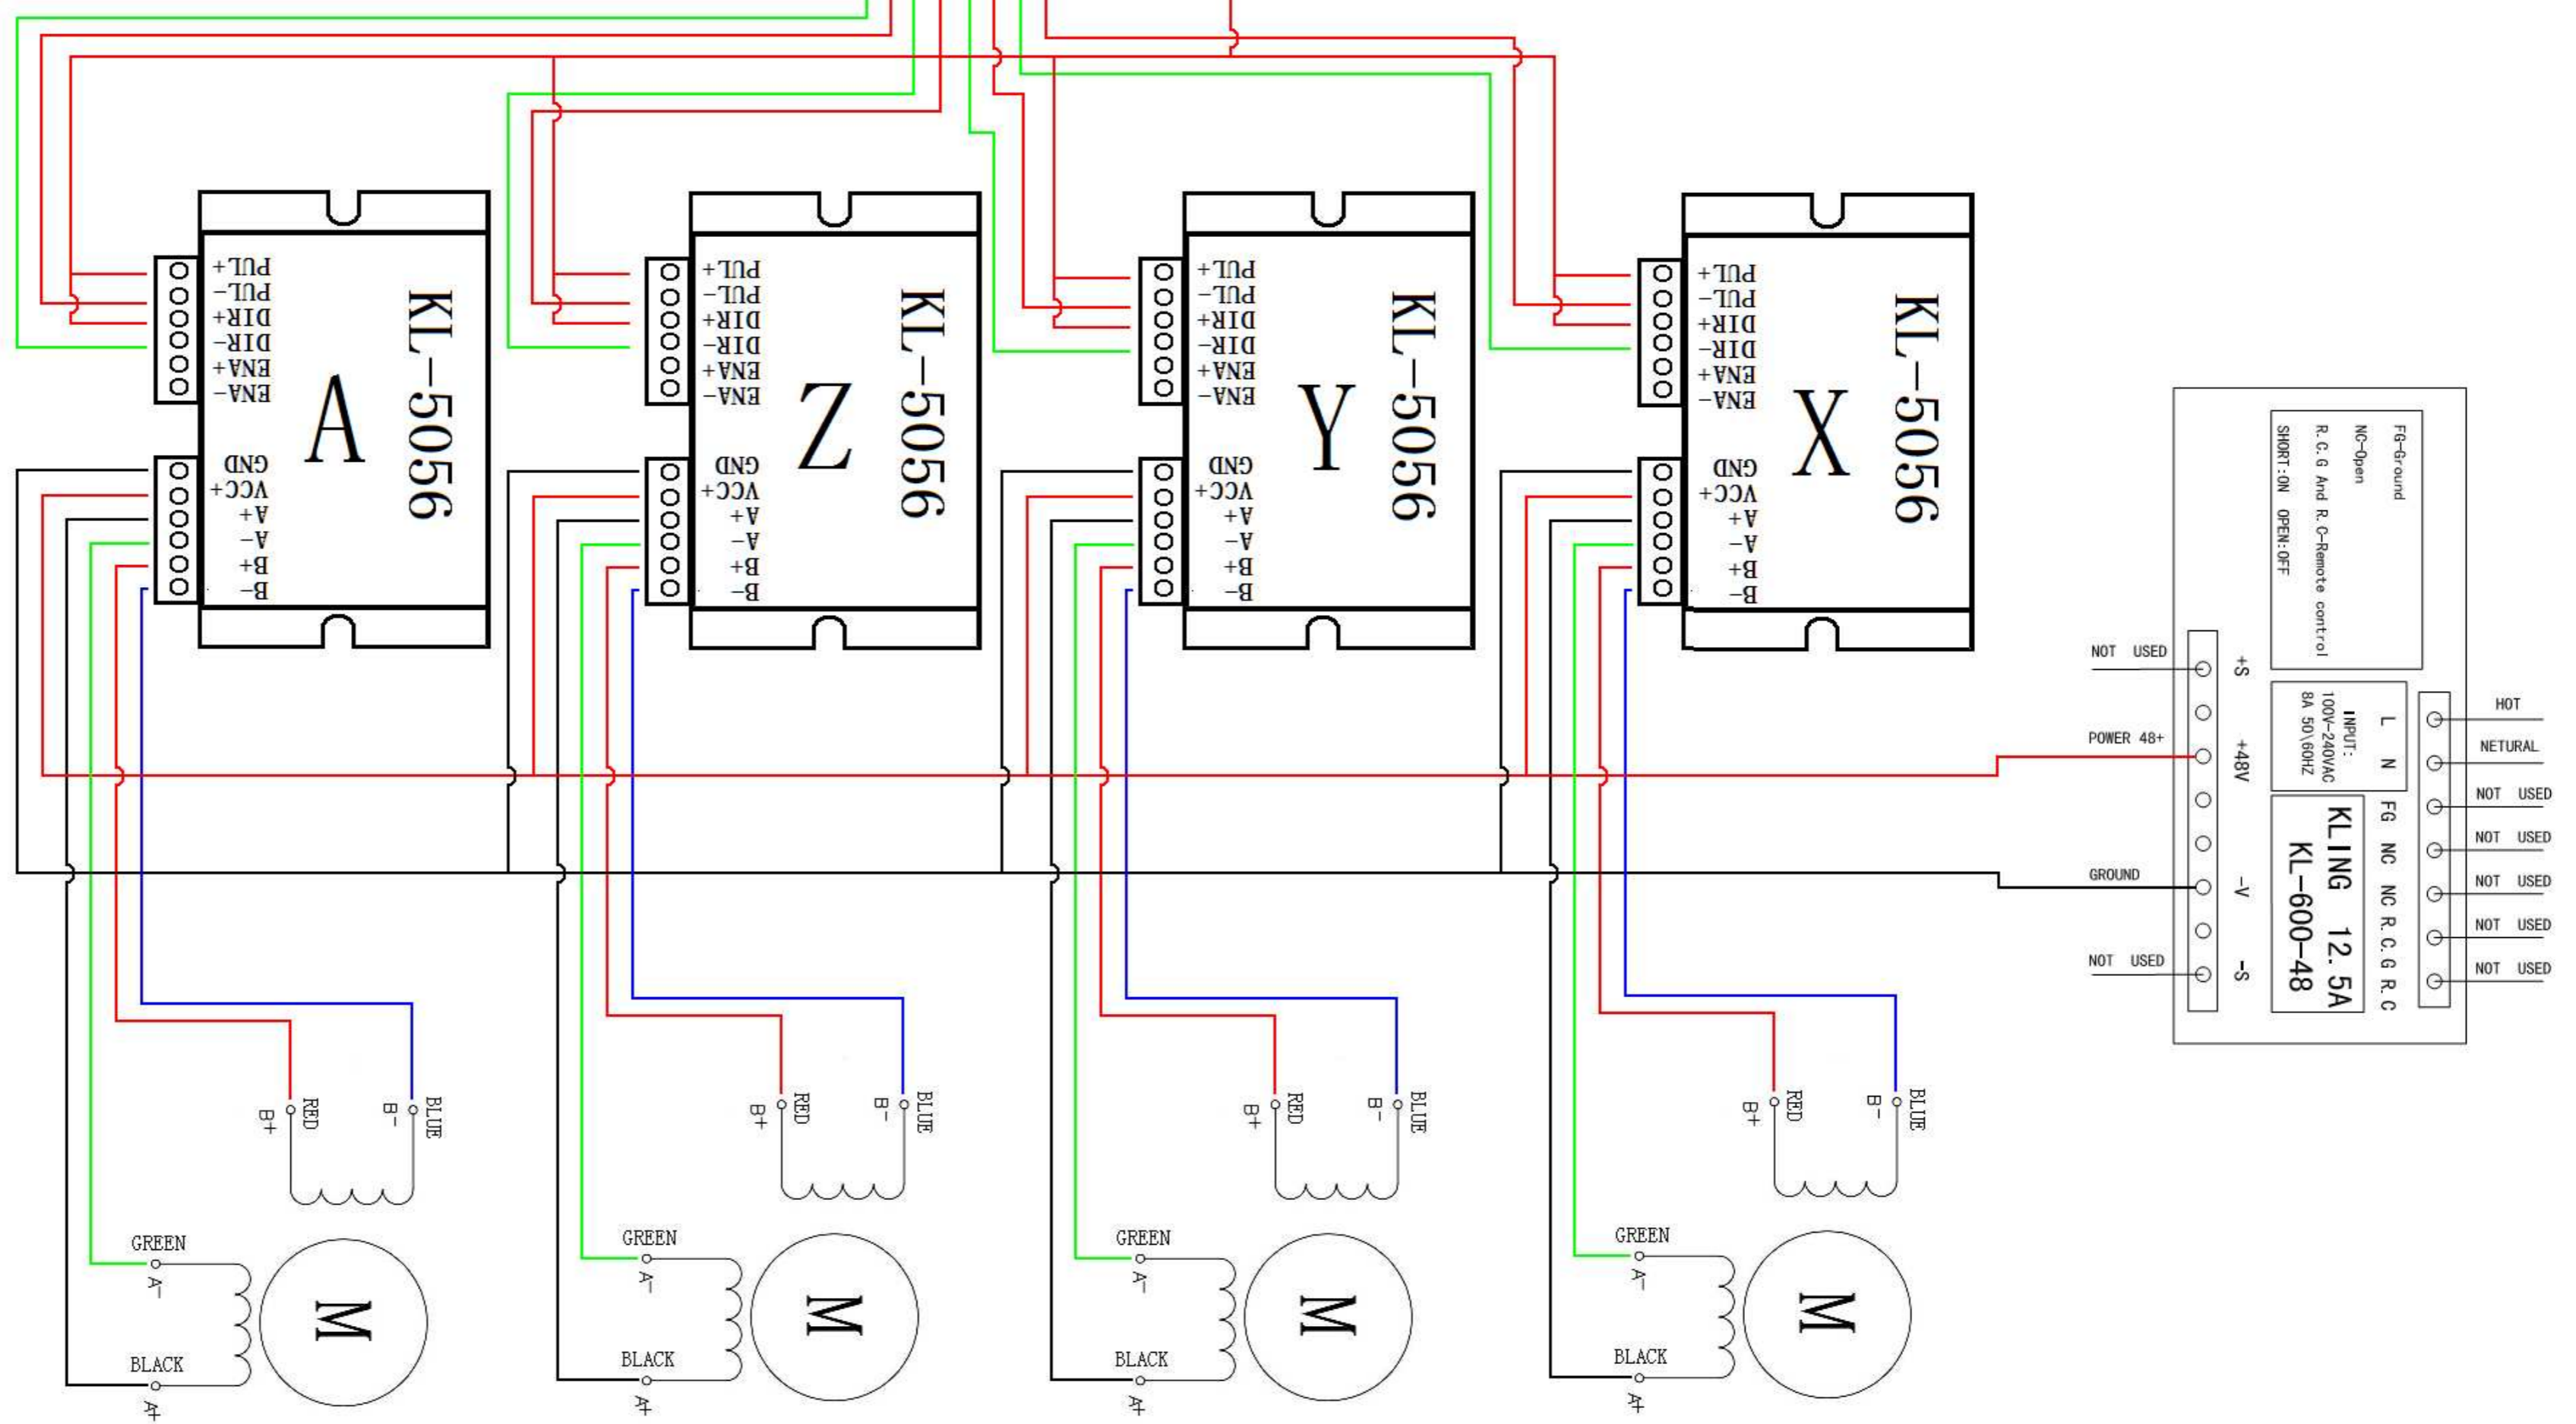 PUL+
PUL-
DIR+
DIR-
ENA+
ENA-
GND
VCC+
A+
A-
B+
B-
A
KL-5056
PUL+
PUL-
DIR+
DIR-
ENA+
ENA-
GND
VCC+
A+
A-
B+
B-
Z
KL-5056
PUL+
PUL-
DIR+
DIR-
ENA+
ENA-
GND
VCC+
A+
A-
B+
B-
Y
KL-5056
PUL+
PUL-
DIR+
DIR-
ENA+
ENA-
GND
VCC+
A+
A-
B+
B-
X
KL-5056
FG-Ground
NC-Open
R.C.G And R.C-Remote control
SHORT:ON OPEN:OFF
INPUT:
100V-240VAC
8A 50\60HZ
KLING 12.5A
KL-600-48
NOT USED
POWER 48+
GROUND
NOT USED
+S
+48V
-V
-S
L
N
FG
NC
NC
R.C.G
R.C
HOT
NETURAL
NOT USED
NOT USED
NOT USED
NOT USED
NOT USED
B+
RED
B-
BLUE
GREEN
A-
BLACK
A+
M
B+
RED
B-
BLUE
GREEN
A-
BLACK
A+
M
B+
RED
B-
BLUE
GREEN
A-
BLACK
A+
M
B+
RED
B-
BLUE
GREEN
A-
BLACK
A+
M